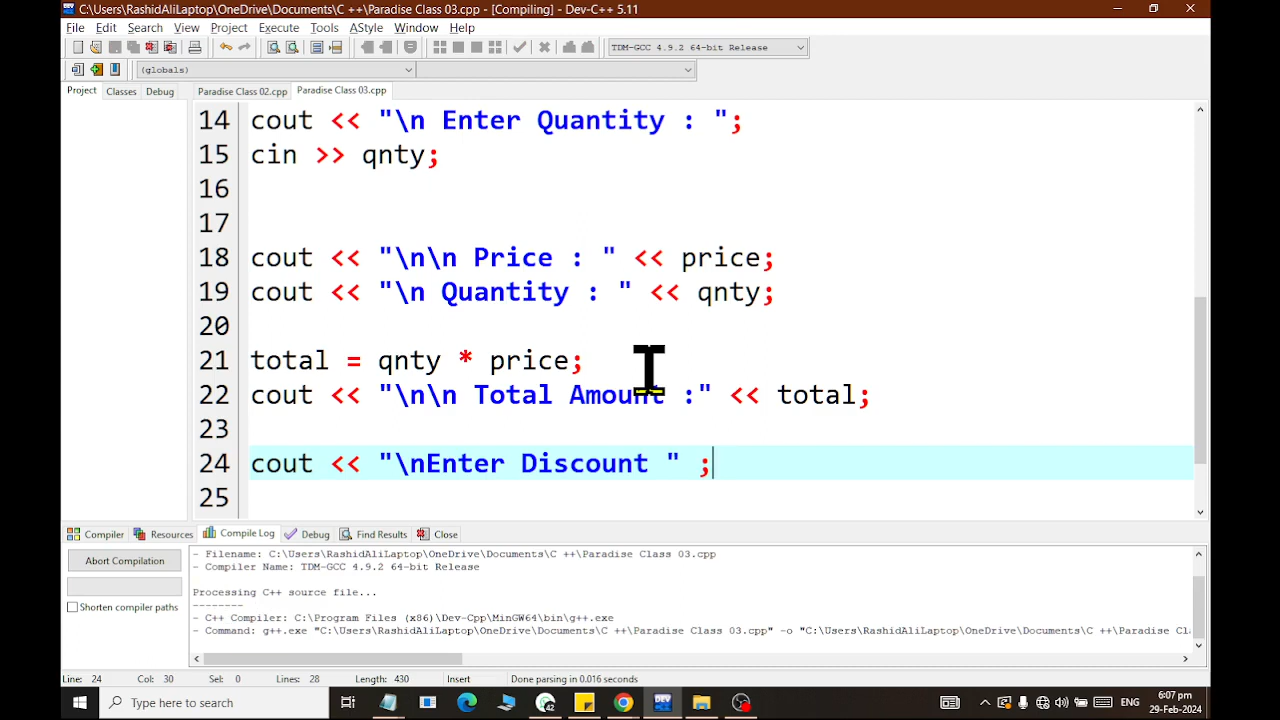 C:\Users\RashidAliLaptop\OneDrive\Documents\C ++\Paradise Class 03.cpp - [Compiling] - Dev-C++ 5.11
File Edit Search View Project Execute Tools AStyle Window Help
TDM-GCC 4.9.2 64-bit Release
(globals)
Project Classes Debug Paradise Class 02.cpp Paradise Class 03.cpp
14 cout << "\n Enter Quantity : ";
15 cin >> qnty;
16
17
18 cout << "\n\n Price : " << price;
19 cout << "\n Quantity : " << qnty;
20
21 total = qnty * price;
22 cout << "\n\n Total Amount :" << total;
23
24 cout << "\nEnter Discount " ;
25
Compiler Resources Compile Log Debug Find Results Close
Abort Compilation
Shorten compiler paths
- Filename: C:\Users\RashidAliLaptop\OneDrive\Documents\C ++\Paradise Class 03.cpp
- Compiler Name: TDM-GCC 4.9.2 64-bit Release
Processing C++ source file...
--------
- C++ Compiler: C:\Program Files (x86)\Dev-Cpp\MinGW64\bin\g++.exe
- Command: g++.exe "C:\Users\RashidAliLaptop\OneDrive\Documents\C ++\Paradise Class 03.cpp" -o "C:\Users\RashidAliLaptop\OneDrive\Documents\C ++\Paradise Cla
Line: 24 Col: 30 Sel: 0 Lines: 28 Length: 430 Insert Done parsing in 0.016 seconds
Type here to search
ENG
6:07 pm
29-Feb-2024